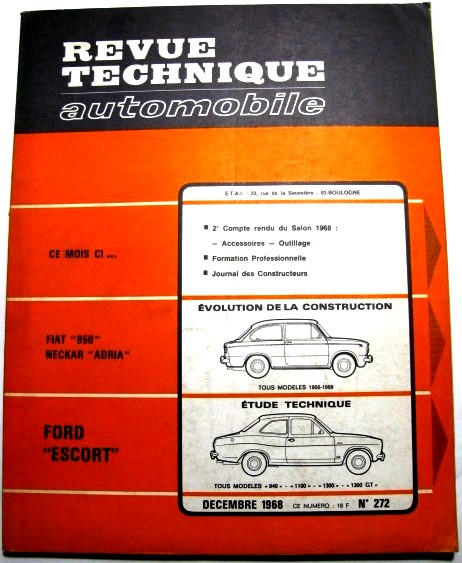 REVUE
TECHNIQUE
automobile
E.T.A.I - 22, rue de la Saussière - 92-BOULOGNE
CE MOIS CI ...
2ᵉ Compte rendu du Salon 1968 :
— Accessoires — Outillage
Formation Professionnelle
Journal des Constructeurs
FIAT "850"
NECKAR "ADRIA"
ÉVOLUTION DE LA CONSTRUCTION
TOUS MODELES 1966-1969
FORD
"ESCORT"
ÉTUDE TECHNIQUE
TOUS MODELES « 940 » - « 1100 » - « 1300 » - « 1300 GT »
DECEMBRE 1968 CE NUMERO : 18 F. N° 272